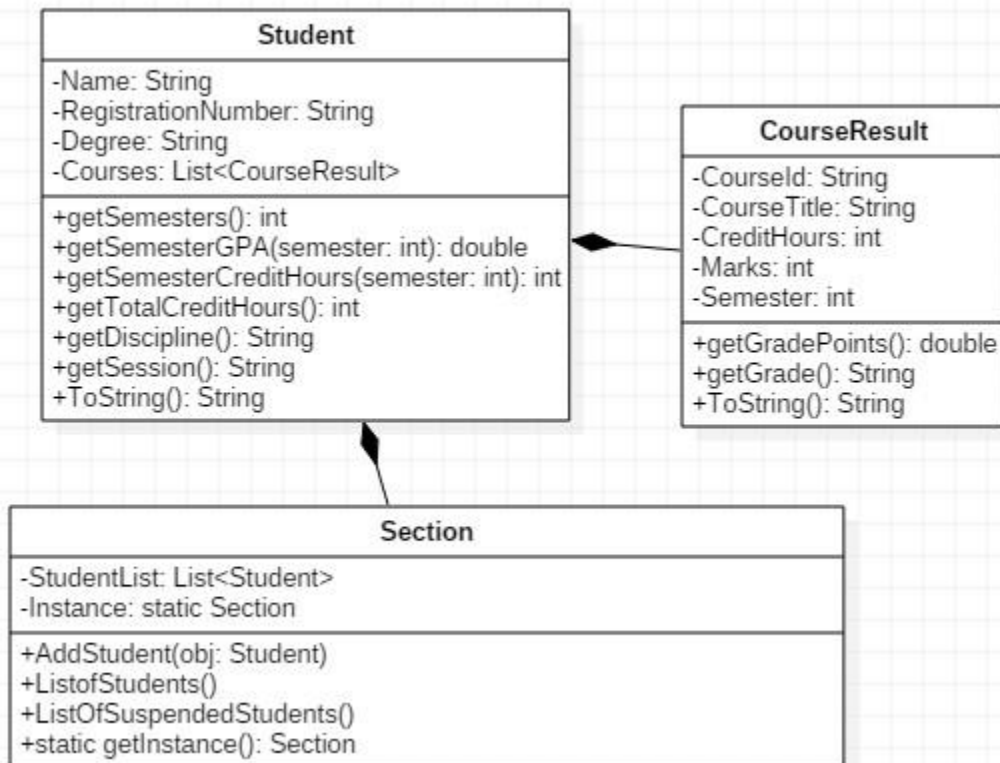 Student
-Name: String
-RegistrationNumber: String
-Degree: String
-Courses: List<CourseResult>
+getSemesters(): int
+getSemesterGPA(semester: int): double
+getSemesterCreditHours(semester: int): int
+getTotalCreditHours(): int
+getDiscipline(): String
+getSession(): String
+ToString(): String
CourseResult
-CourseId: String
-CourseTitle: String
-CreditHours: int
-Marks: int
-Semester: int
+getGradePoints(): double
+getGrade(): String
+ToString(): String
Section
-StudentList: List<Student>
-Instance: static Section
+AddStudent(obj: Student)
+ListofStudents()
+ListOfSuspendedStudents()
+static getInstance(): Section